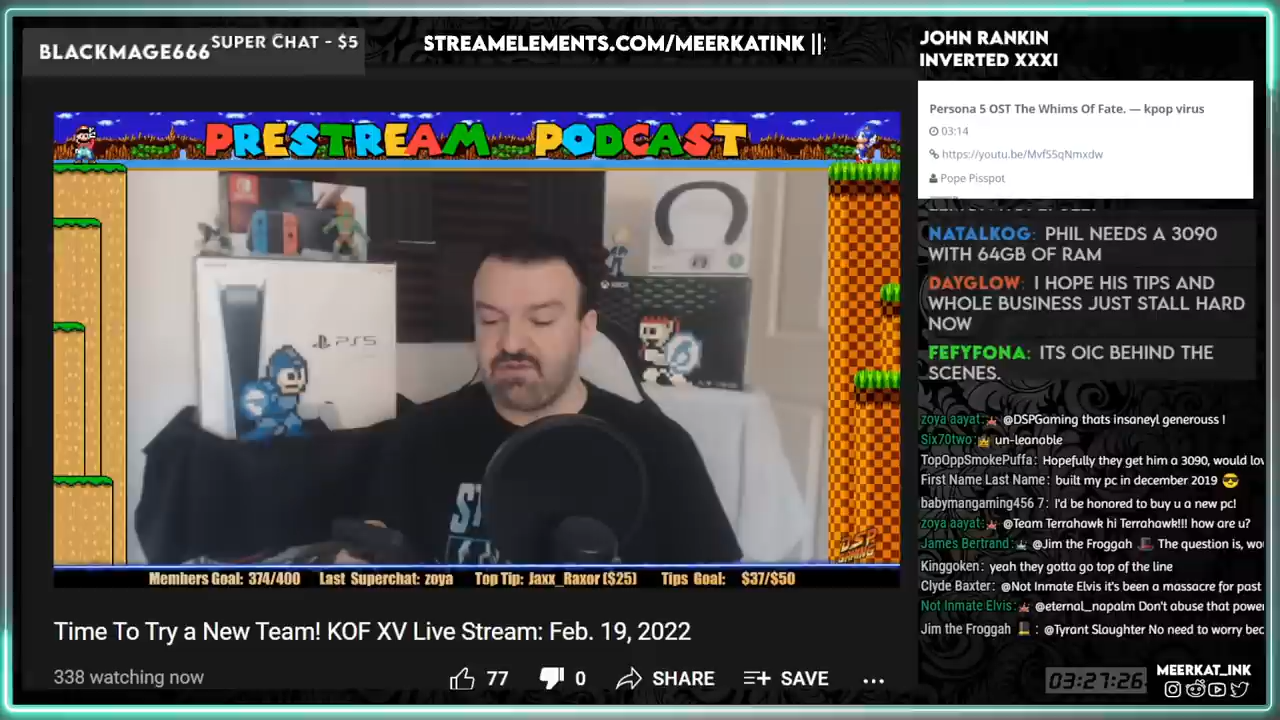 BLACKMAGE666 SUPER CHAT - $5
STREAMELEMENTS.COM/MEERKATINK ||
JOHN RANKIN
INVERTED XXXI
PRESTREAM PODCAST
Persona 5 OST The Whims Of Fate. — kpop virus
03:14
https://youtu.be/MvfS5qNmxdw
Pope Pisspot
NATALKOG: PHIL NEEDS A 3090
WITH 64GB OF RAM
DAYGLOW: I HOPE HIS TIPS AND
WHOLE BUSINESS JUST STALL HARD
NOW
FEFYFONA: ITS OIC BEHIND THE
SCENES.
zoya aayat: @DSPGaming thats insaneyl generouss !
Six70two: un-leanable
TopOppSmokePuffa: Hopefully they get him a 3090, would lov
First Name Last Name: built my pc in december 2019 😎
babymangaming456 7: I'd be honored to buy u a new pc!
zoya aayat: @Team Terrahawk hi Terrahawk!!! how are u?
James Bertrand: @Jim the Froggah 🎩 The question is, wo
Kinggoken: yeah they gotta go top of the line
Clyde Baxter: @Not Inmate Elvis it's been a massacre for past
Not Inmate Elvis: @eternal_napalm Don't abuse that power
Jim the Froggah : @Tyrant Slaughter No need to worry bec
PS5
XBOX
DSP
GAMING
Members Goal: 374/400 Last Superchat: zoya Top Tip: Jaxx_Raxor ($25) Tips Goal: $37/$50
Time To Try a New Team! KOF XV Live Stream: Feb. 19, 2022
338 watching now
77 0 SHARE SAVE ...
03:27:26
MEERKAT_INK